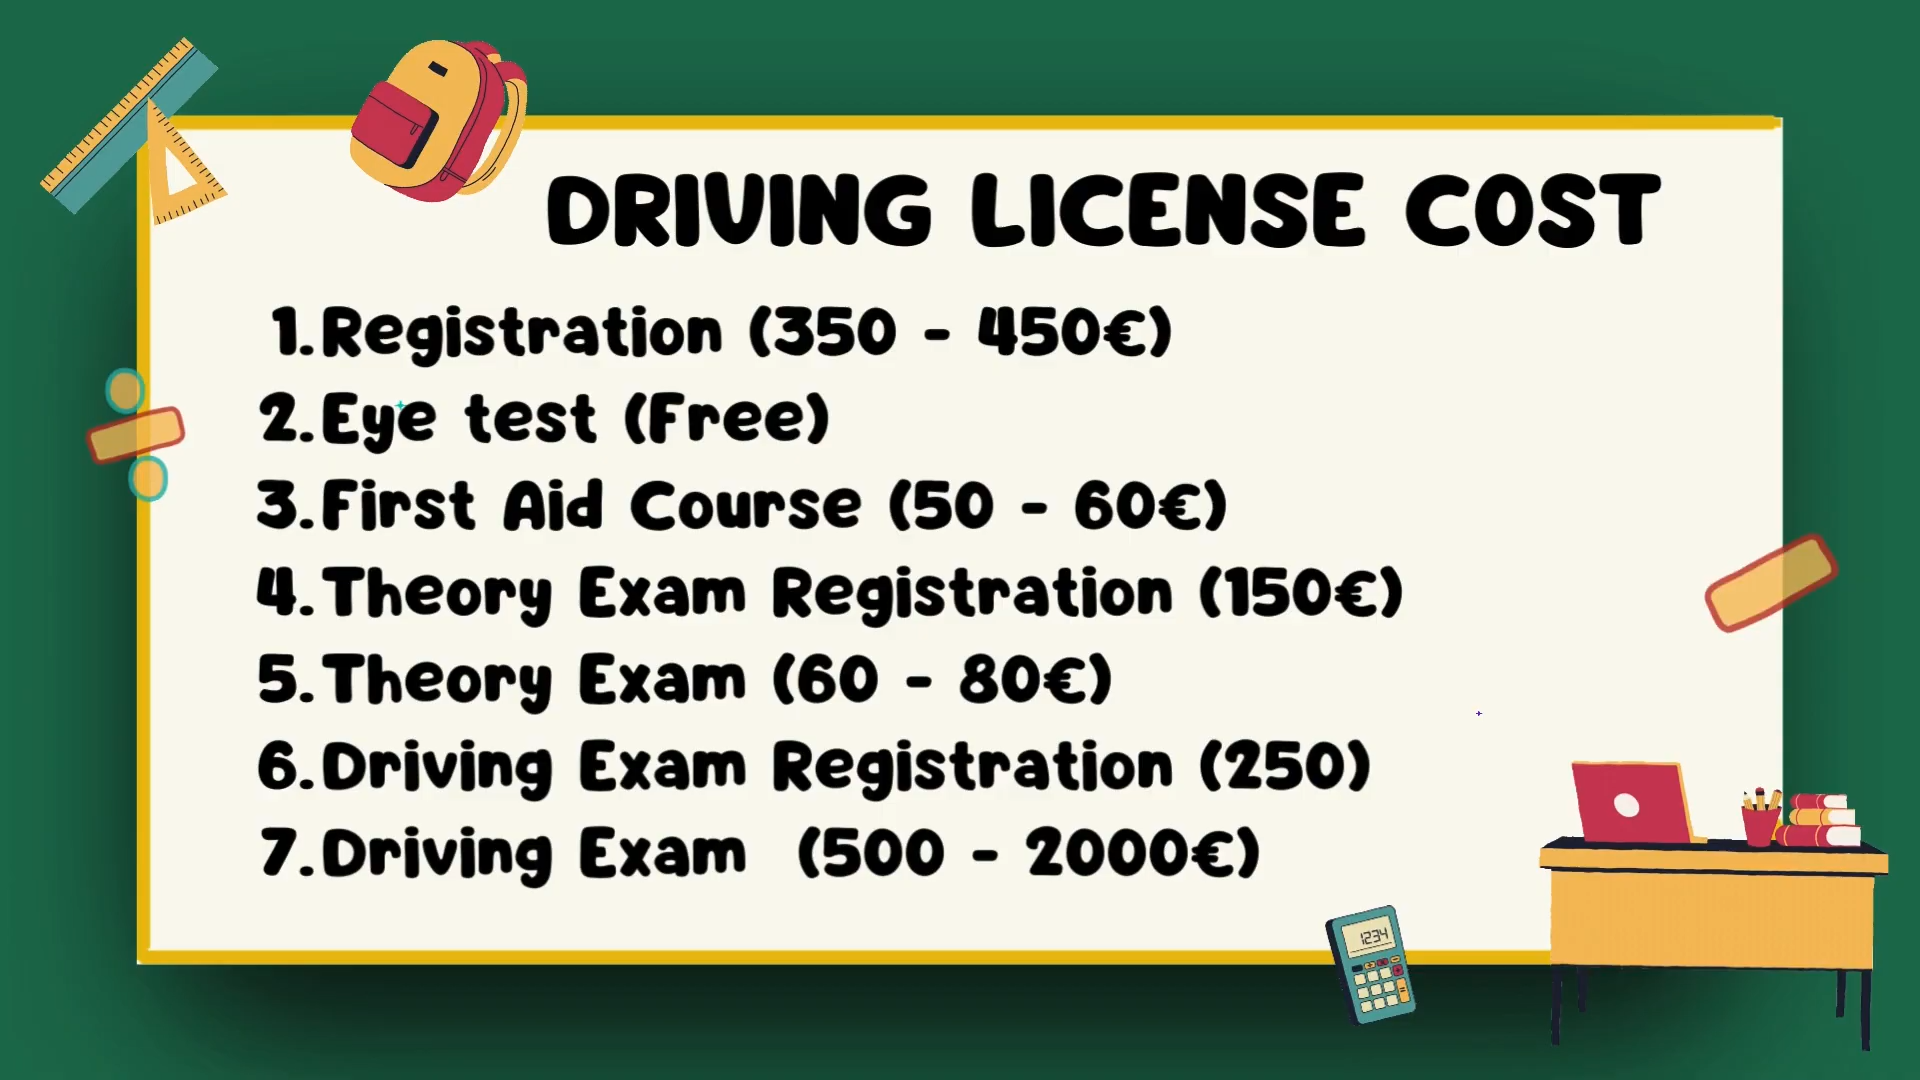 DRIVING LICENSE COST
1. Registration (350 - 450€)
2. Eye test (Free)
3. First Aid Course (50 - 60€)
4. Theory Exam Registration (150€)
5. Theory Exam (60 - 80€)
6. Driving Exam Registration (250)
7. Driving Exam (500 - 2000€)
1234